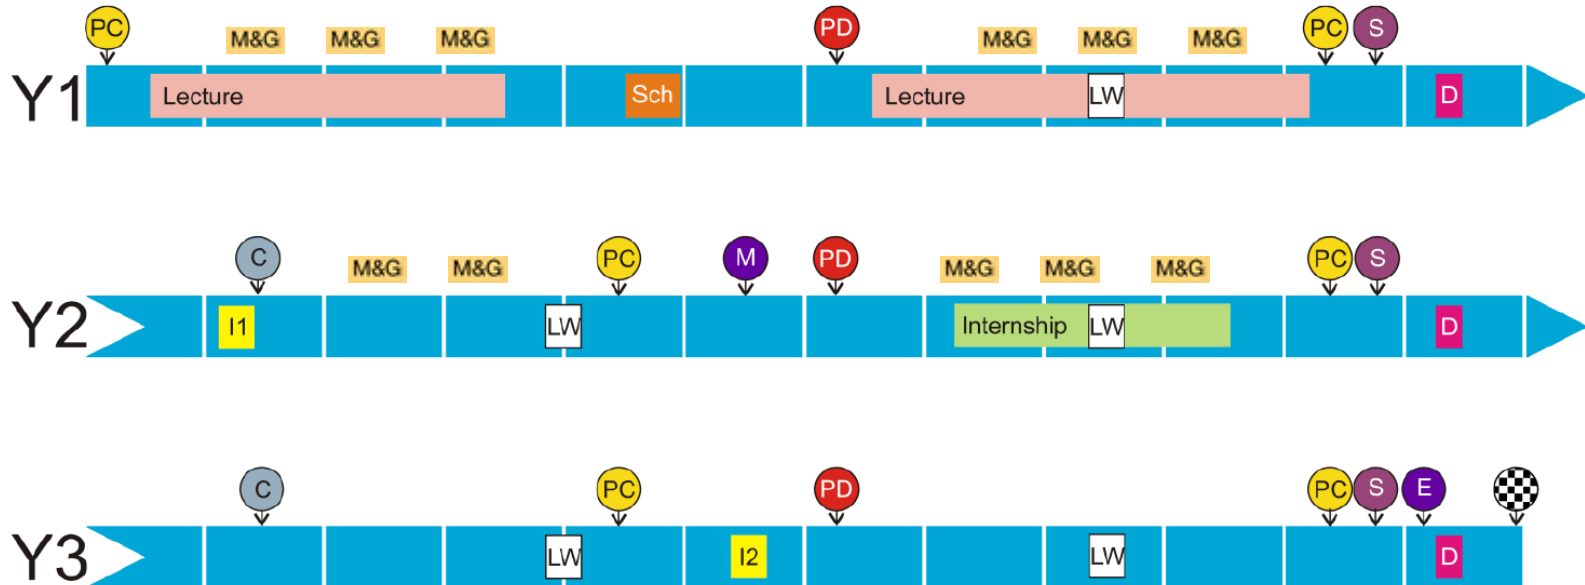 PC M&G M&G M&G PD M&G M&G M&G PC S
Y1 Lecture Sch Lecture LW D
C M&G M&G PC M PD M&G M&G M&G PC S
Y2 I1 LW Internship LW D
C PC PD PC S E
Y3 LW I2 LW D